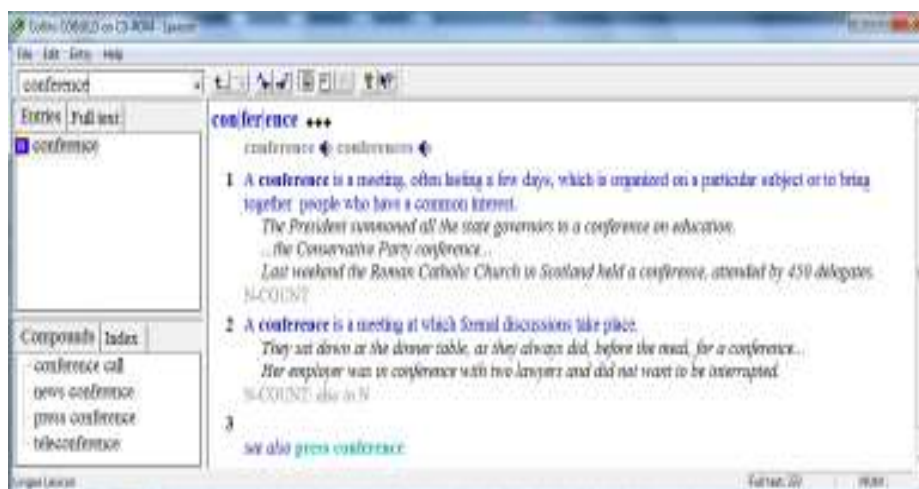 Collins COBUILD on CD-ROM - Lexicon
File Edit Entry Help
conference
Entries Full text
conference
con|fer|ence
conference conferences
1 A conference is a meeting, often lasting a few days, which is organized on a particular subject or to bring
together people who have a common interest.
The President summoned all the state governors to a conference on education.
...the Conservative Party conference...
Last weekend the Roman Catholic Church in Scotland held a conference, attended by 450 delegates.
N-COUNT
2 A conference is a meeting at which formal discussions take place.
They sat down at the dinner table, as they always did, before the meal, for a conference...
Her employer was in conference with two lawyers and did not want to be interrupted.
N-COUNT: also in N
3
see also press conference
Compounds Index
conference call
news conference
press conference
teleconference
NUM